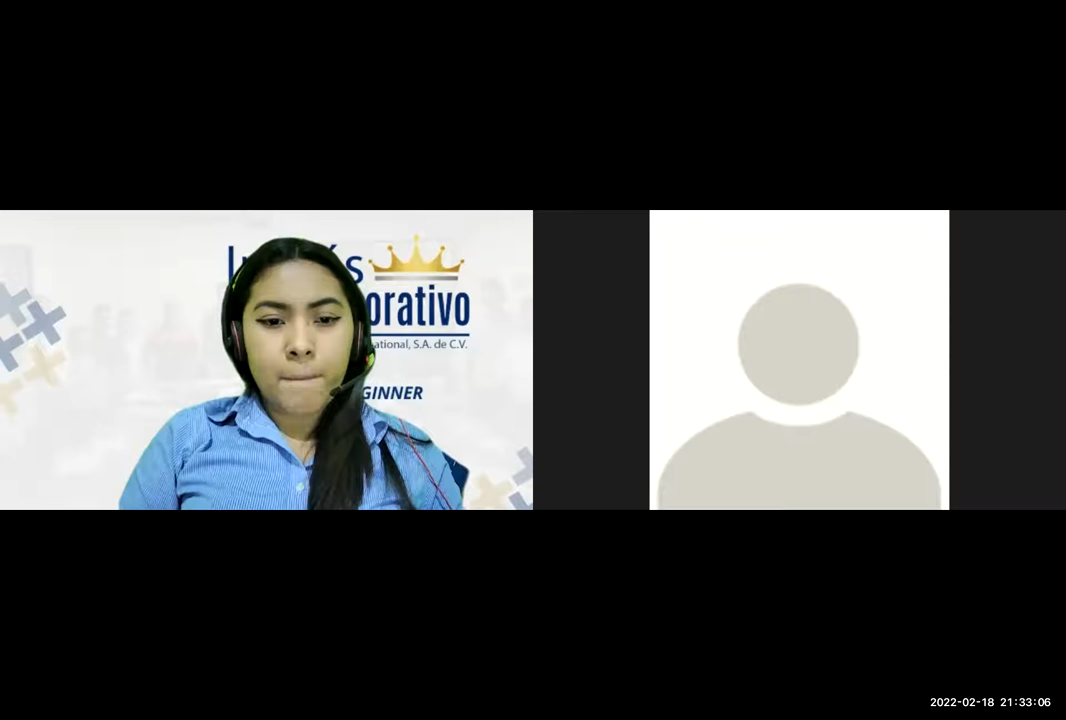 orativo
ational, S.A. de C.V.
GINNER
2022-02-18 21:33:06